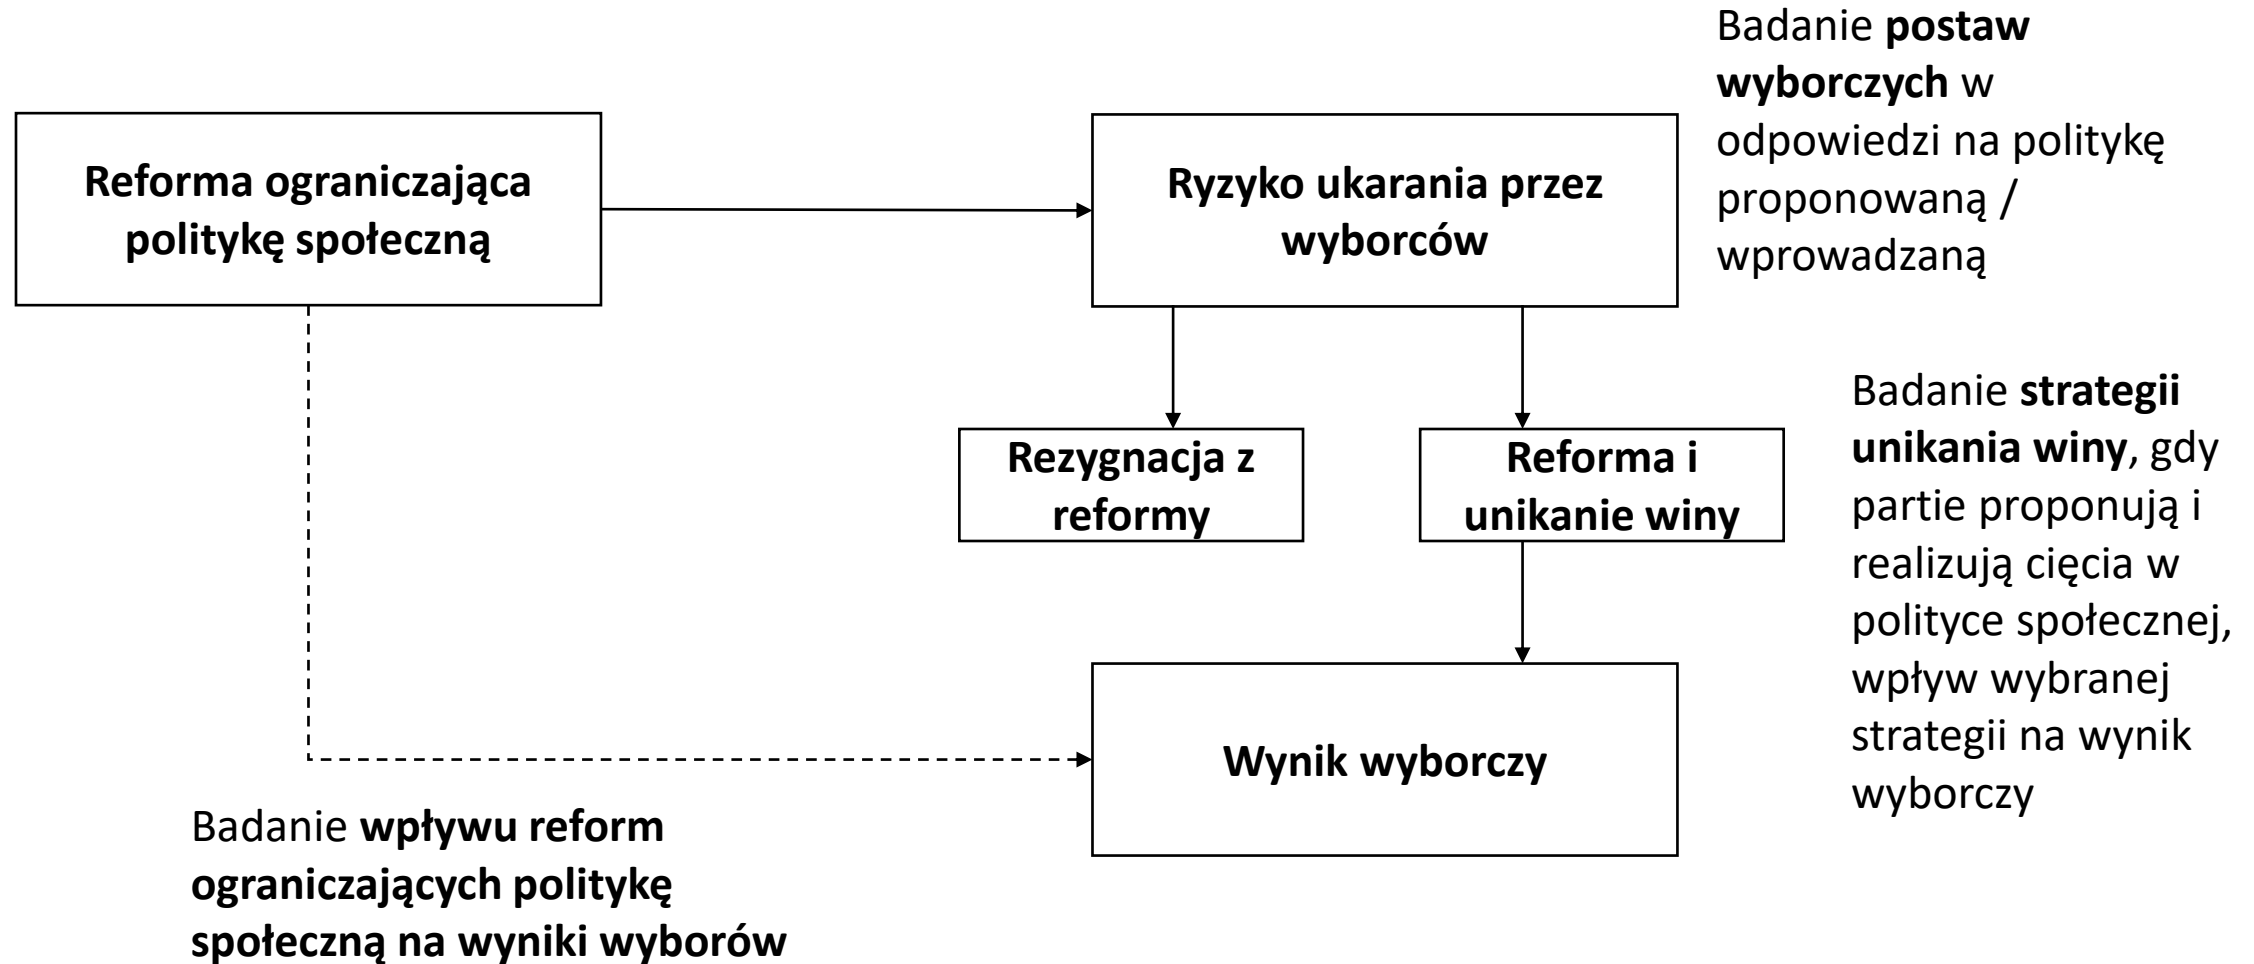 Badanie postaw
wyborczych w
odpowiedzi na politykę
proponowaną /
wprowadzaną
Reforma ograniczająca
politykę społeczną
Ryzyko ukarania przez
wyborców
Badanie strategii
unikania winy, gdy
partie proponują i
realizują cięcia w
polityce społecznej,
wpływ wybranej
strategii na wynik
wyborczy
Rezygnacja z
reformy
Reforma i
unikanie winy
Wynik wyborczy
Badanie wpływu reform
ograniczających politykę
społeczną na wyniki wyborów